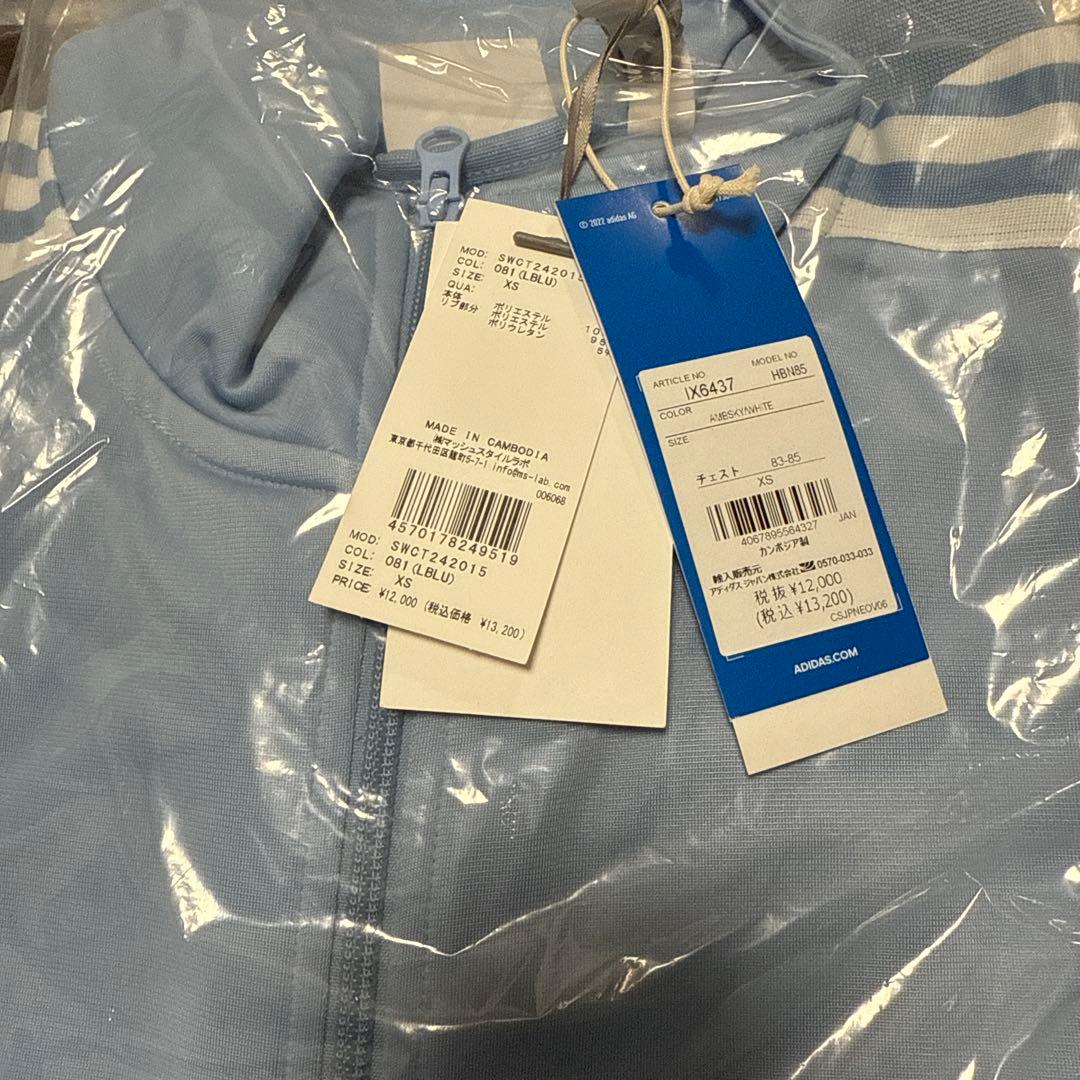 MOD: SWCT242015
COL: 081(LBLU)
SIZE: XS
QUA:
本体 ポリエステル
リブ部分 ポリエステル
ポリウレタン
10
95
5%
MADE IN CAMBODIA
㈱マッシュスタイルラボ
東京都千代田区麹町5-7-1 info@ms-lab.com
006068
4570178249519
MOD: SWCT242015
COL: 081(LBLU)
SIZE: XS
PRICE: ¥12,000 (税込価格 ¥13,200)
© 2022 adidas AG
ARTICLE NO. MODEL NO
IX6437 HBN85
COLOR AMBSKY/WHITE
SIZE
チェスト 83-85
XS
4067895564327 JAN
カンボジア製
輸入販売元
アディダス ジャパン株式会社 0570-033-033
税抜 ¥12,000
(税込 ¥13,200)
CSJPNEOV06
ADIDAS.COM